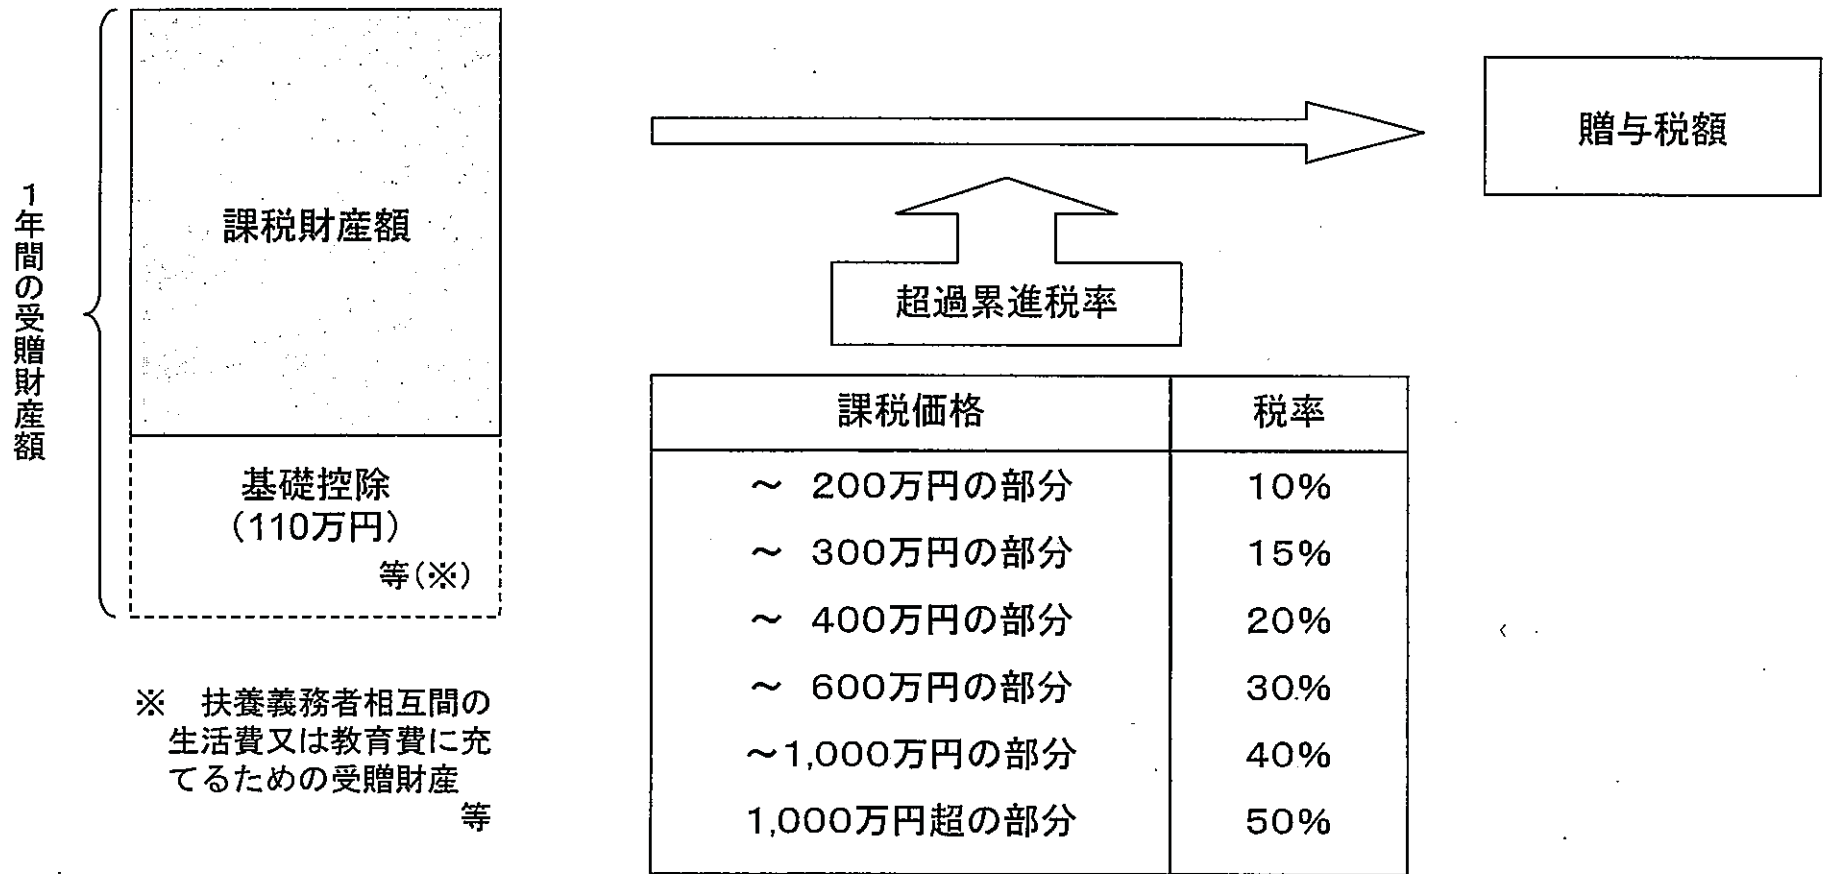 1年間の受贈財産額
課税財産額
基礎控除
(110万円)
等(※)
※ 扶養義務者相互間の
生活費又は教育費に充
てるための受贈財産
等
贈与税額
超過累進税率
課税価格 税率
～ 200万円の部分 10%
～ 300万円の部分 15%
～ 400万円の部分 20%
～ 600万円の部分 30%
～1,000万円の部分 40%
1,000万円超の部分 50%